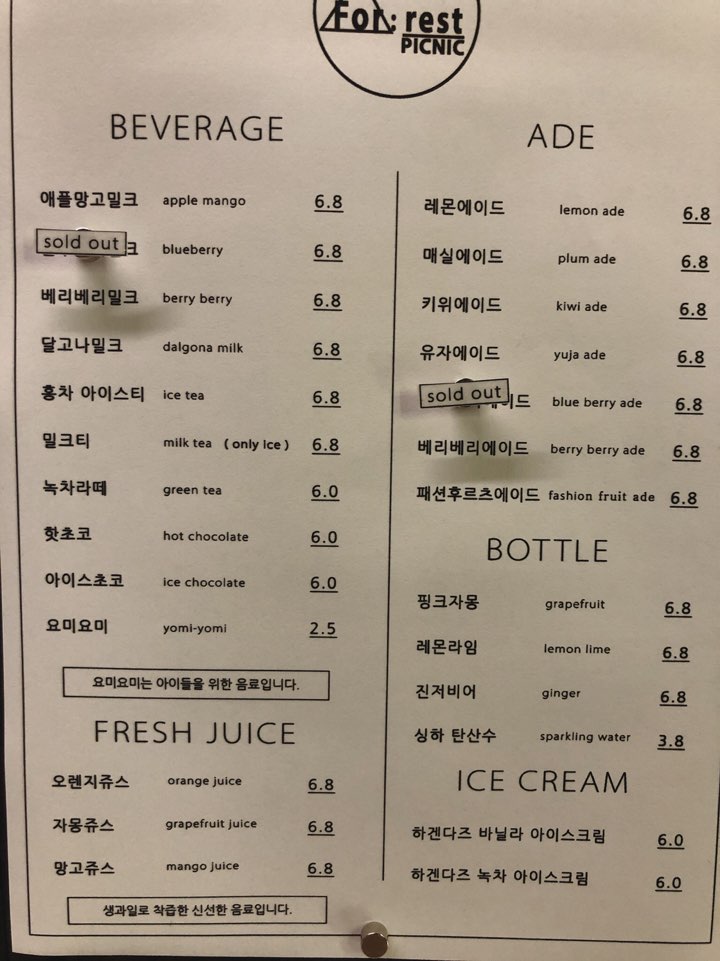 For: rest
PICNIC
BEVERAGE
애플망고밀크 apple mango 6.8
sold out 크 blueberry 6.8
베리베리밀크 berry berry 6.8
달고나밀크 dalgona milk 6.8
홍차 아이스티 ice tea 6.8
밀크티 milk tea ( only ice ) 6.8
녹차라떼 green tea 6.0
핫초코 hot chocolate 6.0
아이스초코 ice chocolate 6.0
요미요미 yomi-yomi 2.5
요미요미는 아이들을 위한 음료입니다.
FRESH JUICE
오렌지쥬스 orange juice 6.8
자몽쥬스 grapefruit juice 6.8
망고쥬스 mango juice 6.8
생과일로 착즙한 신선한 음료입니다.
ADE
레몬에이드 lemon ade 6.8
매실에이드 plum ade 6.8
키위에이드 kiwi ade 6.8
유자에이드 yuja ade 6.8
sold out 이드 blue berry ade 6.8
베리베리에이드 berry berry ade 6.8
패션후르츠에이드 fashion fruit ade 6.8
BOTTLE
핑크자몽 grapefruit 6.8
레몬라임 lemon lime 6.8
진저비어 ginger 6.8
싱하 탄산수 sparkling water 3.8
ICE CREAM
하겐다즈 바닐라 아이스크림 6.0
하겐다즈 녹차 아이스크림 6.0